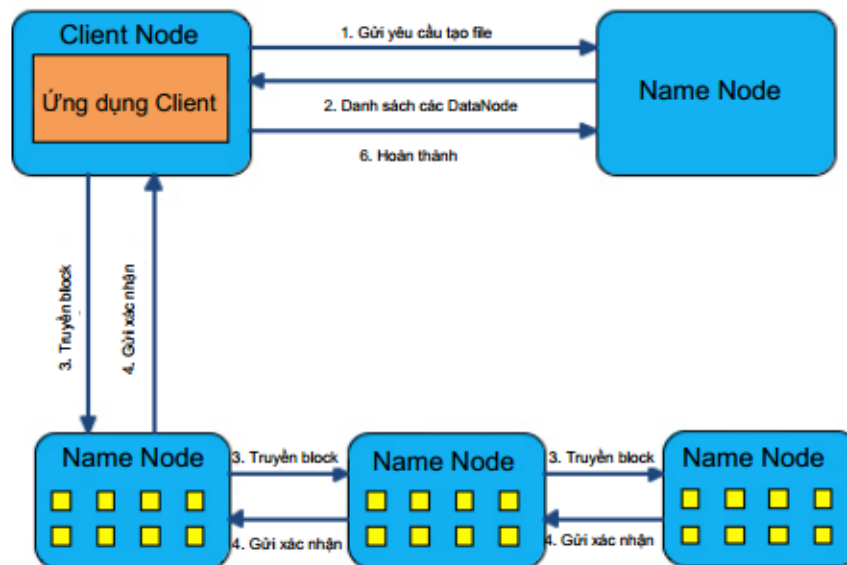 Client Node
Ứng dụng Client
1. Gửi yêu cầu tạo file
2. Danh sách các DataNode
6. Hoàn thành
Name Node
3. Truyền block
4. Gửi xác nhận
Name Node
3. Truyền block
4. Gửi xác nhận
Name Node
3. Truyền block
4. Gửi xác nhận
Name Node